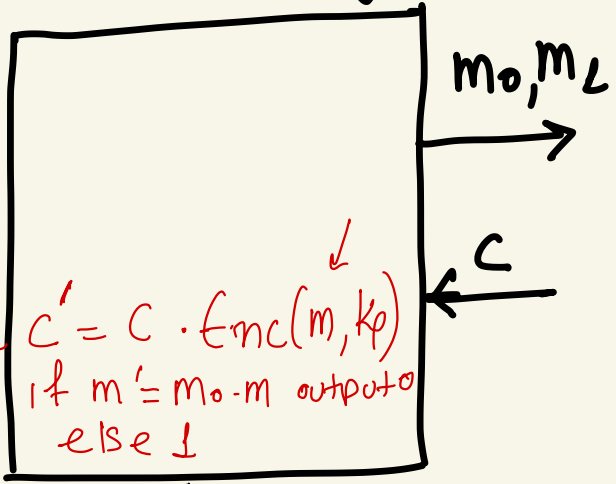 m0,m1
C
C' = C · Enc(m, kp)
if m' = m0·m output 0
else 1